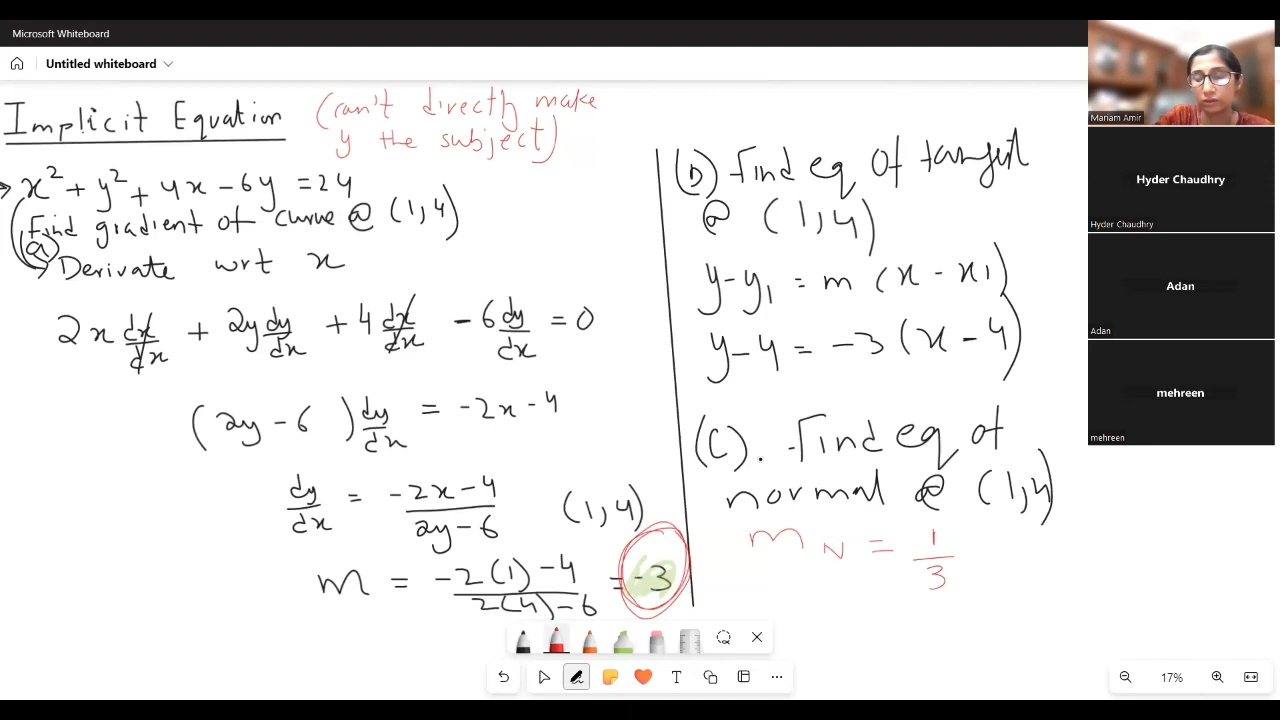 Microsoft Whiteboard
Untitled whiteboard
Implicit Equation (can't directly make
y the subject)
x² + y² + 4x - 6y = 24
Find gradient of curve @ (1,4)
(a)
Derivate wrt x
2x dx/dx + 2y dy/dx + 4 dx/dx - 6 dy/dx = 0
(2y - 6) dy/dx = -2x - 4
dy/dx = (-2x - 4)/(2y - 6) (1,4)
m = (-2(1) - 4)/(2(4) - 6) = -3
(b) Find eq of tangent
@ (1,4)
y - y₁ = m (x - x₁)
y - 4 = -3 (x - 4)
(C). Find eq of
normal @ (1,4)
m N = 1/3
Mariam Amir
Hyder Chaudhry
Hyder Chaudhry
Adan
Adan
mehreen
mehreen
17%